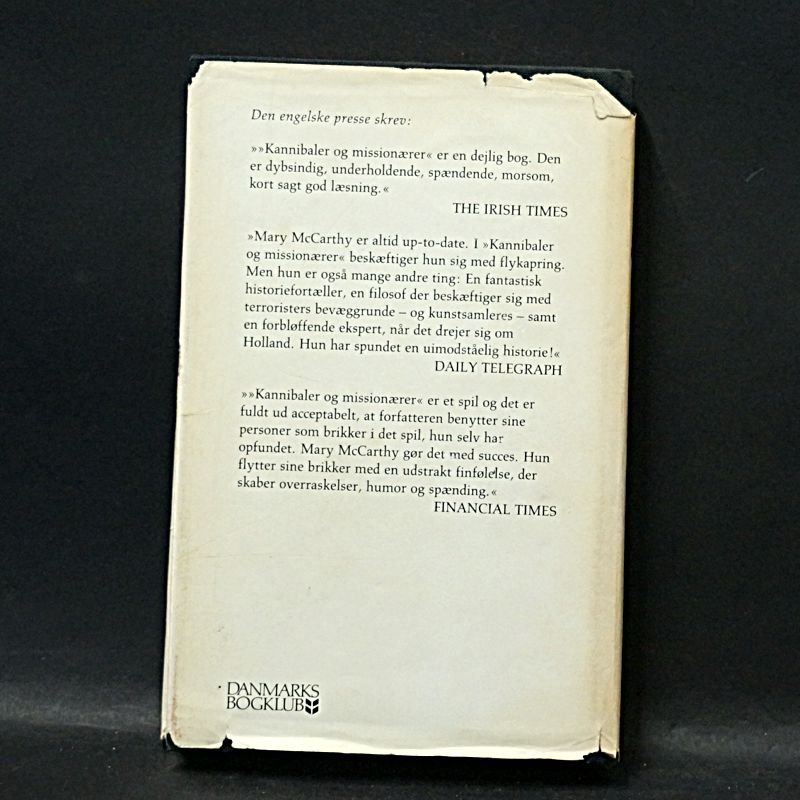 Den engelske presse skrev:
»»Kannibaler og missionærer« er en dejlig bog. Den
er dybsindig, underholdende, spændende, morsom,
kort sagt god læsning.«
THE IRISH TIMES
»Mary McCarthy er altid up-to-date. I »Kannibaler
og missionærer« beskæftiger hun sig med flykapring.
Men hun er også mange andre ting: En fantastisk
historiefortæller, en filosof der beskæftiger sig med
terroristers bevæggrunde – og kunstsamleres – samt
en forbløffende ekspert, når det drejer sig om
Holland. Hun har spundet en uimodståelig historie!«
DAILY TELEGRAPH
»»Kannibaler og missionærer« er et spil og det er
fuldt ud acceptabelt, at forfatteren benytter sine
personer som brikker i det spil, hun selv har
opfundet. Mary McCarthy gør det med succes. Hun
flytter sine brikker med en udstrakt finfølelse, der
skaber overraskelser, humor og spænding.«
FINANCIAL TIMES
DANMARKS
BOGKLUB